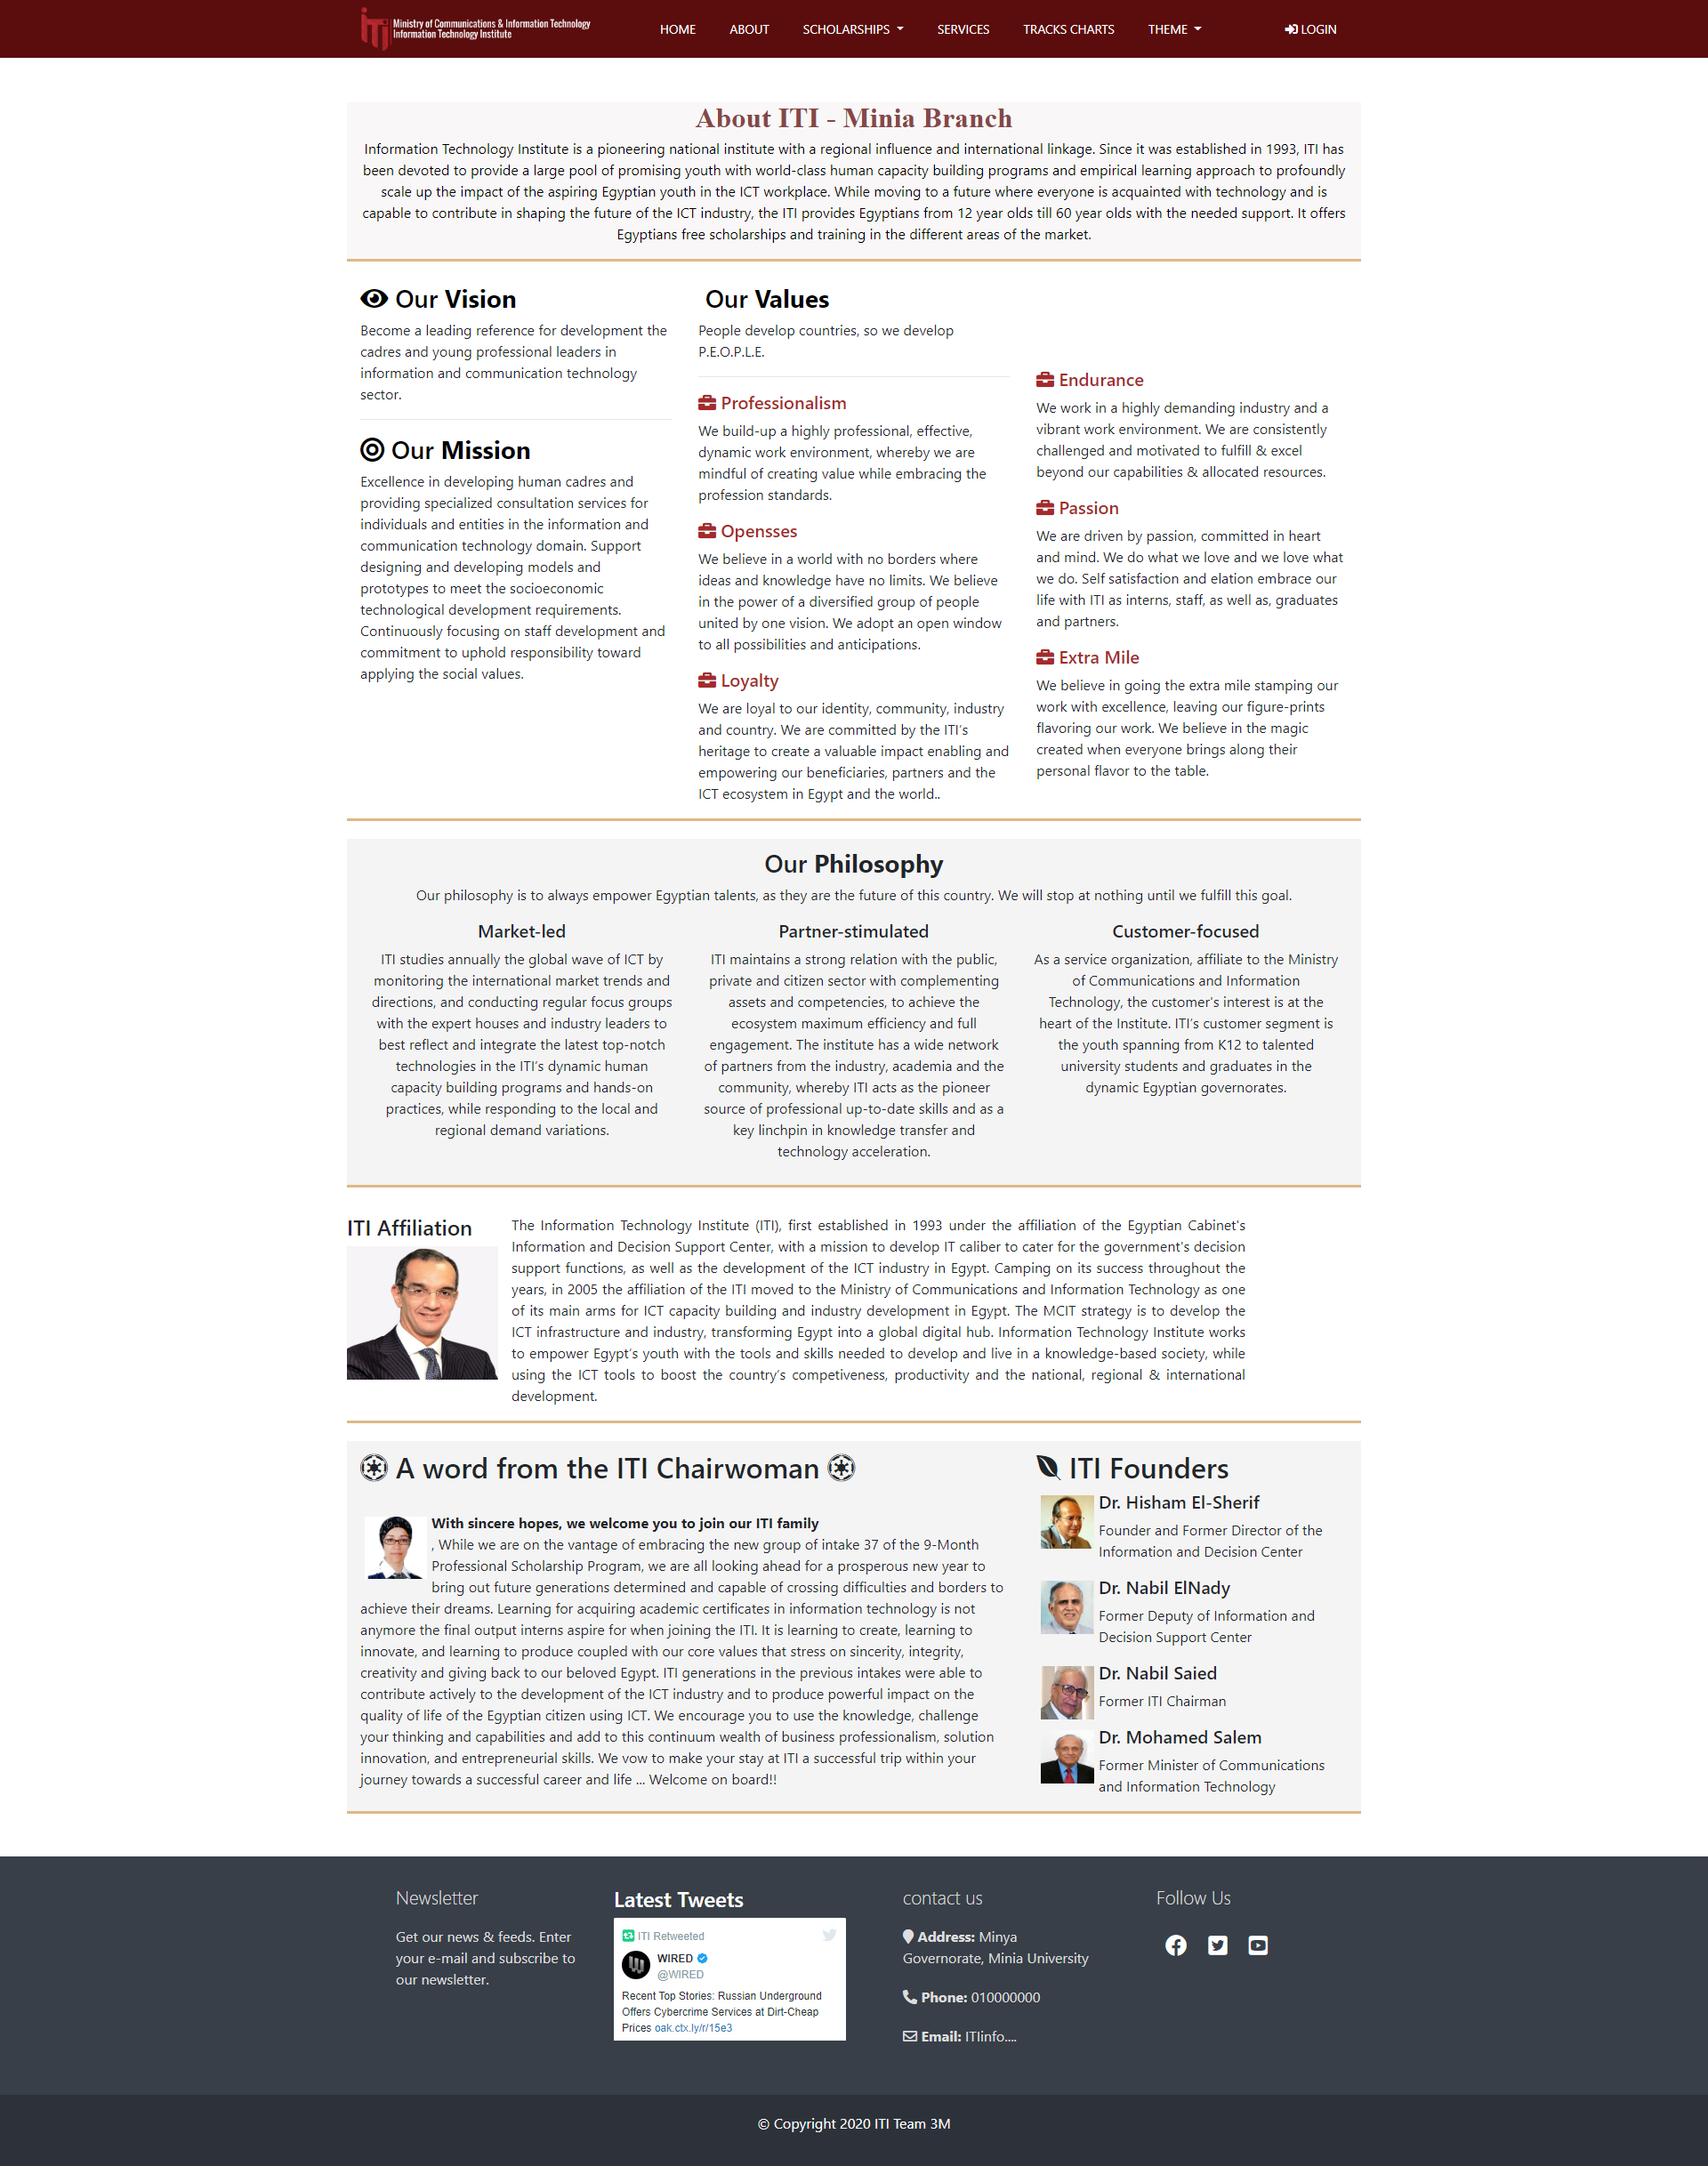 iTi Ministry of Communications & Information Technology
Information Technology Institute
HOME ABOUT SCHOLARSHIPS SERVICES TRACKS CHARTS THEME LOGIN
About ITI - Minia Branch
Information Technology Institute is a pioneering national institute with a regional influence and international linkage. Since it was established in 1993, ITI has
been devoted to provide a large pool of promising youth with world-class human capacity building programs and empirical learning approach to profoundly
scale up the impact of the aspiring Egyptian youth in the ICT workplace. While moving to a future where everyone is acquainted with technology and is
capable to contribute in shaping the future of the ICT industry, the ITI provides Egyptians from 12 year olds till 60 year olds with the needed support. It offers
Egyptians free scholarships and training in the different areas of the market.
Our Vision
Become a leading reference for development the
cadres and young professional leaders in
information and communication technology
sector.
Our Mission
Excellence in developing human cadres and
providing specialized consultation services for
individuals and entities in the information and
communication technology domain. Support
designing and developing models and
prototypes to meet the socioeconomic
technological development requirements.
Continuously focusing on staff development and
commitment to uphold responsibility toward
applying the social values.
Our Values
People develop countries, so we develop
P.E.O.P.L.E.
Professionalism
We build-up a highly professional, effective,
dynamic work environment, whereby we are
mindful of creating value while embracing the
profession standards.
Opensses
We believe in a world with no borders where
ideas and knowledge have no limits. We believe
in the power of a diversified group of people
united by one vision. We adopt an open window
to all possibilities and anticipations.
Loyalty
We are loyal to our identity, community, industry
and country. We are committed by the ITI's
heritage to create a valuable impact enabling and
empowering our beneficiaries, partners and the
ICT ecosystem in Egypt and the world..
Endurance
We work in a highly demanding industry and a
vibrant work environment. We are consistently
challenged and motivated to fulfill & excel
beyond our capabilities & allocated resources.
Passion
We are driven by passion, committed in heart
and mind. We do what we love and we love what
we do. Self satisfaction and elation embrace our
life with ITI as interns, staff, as well as, graduates
and partners.
Extra Mile
We believe in going the extra mile stamping our
work with excellence, leaving our figure-prints
flavoring our work. We believe in the magic
created when everyone brings along their
personal flavor to the table.
Our Philosophy
Our philosophy is to always empower Egyptian talents, as they are the future of this country. We will stop at nothing until we fulfill this goal.
Market-led
ITI studies annually the global wave of ICT by
monitoring the international market trends and
directions, and conducting regular focus groups
with the expert houses and industry leaders to
best reflect and integrate the latest top-notch
technologies in the ITI's dynamic human
capacity building programs and hands-on
practices, while responding to the local and
regional demand variations.
Partner-stimulated
ITI maintains a strong relation with the public,
private and citizen sector with complementing
assets and competencies, to achieve the
ecosystem maximum efficiency and full
engagement. The institute has a wide network
of partners from the industry, academia and the
community, whereby ITI acts as the pioneer
source of professional up-to-date skills and as a
key linchpin in knowledge transfer and
technology acceleration.
Customer-focused
As a service organization, affiliate to the Ministry
of Communications and Information
Technology, the customer's interest is at the
heart of the Institute. ITI's customer segment is
the youth spanning from K12 to talented
university students and graduates in the
dynamic Egyptian governorates.
ITI Affiliation
The Information Technology Institute (ITI), first established in 1993 under the affiliation of the Egyptian Cabinet's
Information and Decision Support Center, with a mission to develop IT caliber to cater for the government's decision
support functions, as well as the development of the ICT industry in Egypt. Camping on its success throughout the
years, in 2005 the affiliation of the ITI moved to the Ministry of Communications and Information Technology as one
of its main arms for ICT capacity building and industry development in Egypt. The MCIT strategy is to develop the
ICT infrastructure and industry, transforming Egypt into a global digital hub. Information Technology Institute works
to empower Egypt's youth with the tools and skills needed to develop and live in a knowledge-based society, while
using the ICT tools to boost the country's competiveness, productivity and the national, regional & international
development.
A word from the ITI Chairwoman
With sincere hopes, we welcome you to join our ITI family
, While we are on the vantage of embracing the new group of intake 37 of the 9-Month
Professional Scholarship Program, we are all looking ahead for a prosperous new year to
bring out future generations determined and capable of crossing difficulties and borders to
achieve their dreams. Learning for acquiring academic certificates in information technology is not
anymore the final output interns aspire for when joining the ITI. It is learning to create, learning to
innovate, and learning to produce coupled with our core values that stress on sincerity, integrity,
creativity and giving back to our beloved Egypt. ITI generations in the previous intakes were able to
contribute actively to the development of the ICT industry and to produce powerful impact on the
quality of life of the Egyptian citizen using ICT. We encourage you to use the knowledge, challenge
your thinking and capabilities and add to this continuum wealth of business professionalism, solution
innovation, and entrepreneurial skills. We vow to make your stay at ITI a successful trip within your
journey towards a successful career and life ... Welcome on board!!
ITI Founders
Dr. Hisham El-Sherif
Founder and Former Director of the
Information and Decision Center
Dr. Nabil ElNady
Former Deputy of Information and
Decision Support Center
Dr. Nabil Saied
Former ITI Chairman
Dr. Mohamed Salem
Former Minister of Communications
and Information Technology
Newsletter
Get our news & feeds. Enter
your e-mail and subscribe to
our newsletter.
Latest Tweets
ITI Retweeted
WIRED
@WIRED
Recent Top Stories: Russian Underground
Offers Cybercrime Services at Dirt-Cheap
Prices oak.ctx.ly/r/15e3
contact us
Address: Minya
Governorate, Minia University
Phone: 010000000
Email: ITIinfo....
Follow Us
© Copyright 2020 ITI Team 3M